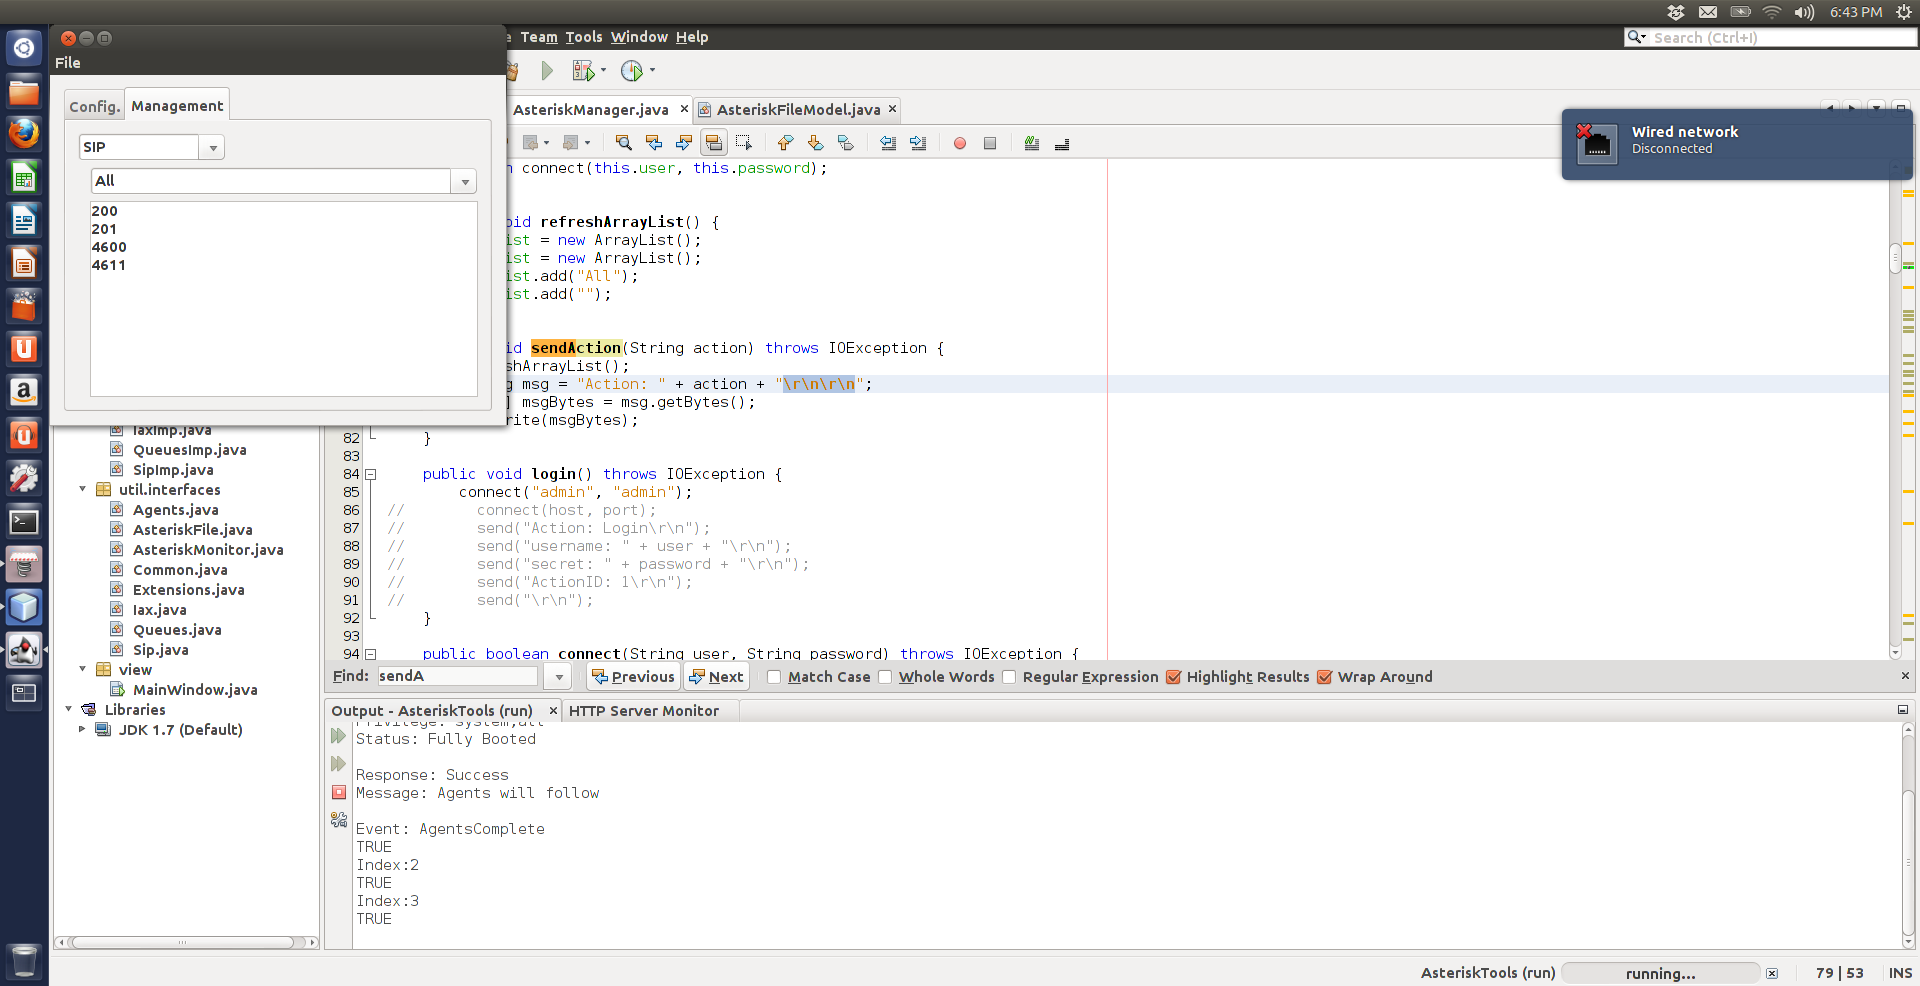 6:43 PM
File
Team Tools Window Help
Search (Ctrl+I)
Config. Management
AsteriskManager.java
AsteriskFileModel.java
Wired network
Disconnected
SIP
All
200
201
4600
4611
connect(this.user, this.password);
refreshArrayList() {
= new ArrayList();
= new ArrayList();
.add("All");
.add("");
sendAction(String action) throws IOException {
ArrayList();
msg = "Action: " + action + "\r\n\r\n";
] msgBytes = msg.getBytes();
rite(msgBytes);
82 }
83
84 public void login() throws IOException {
85 connect("admin", "admin");
86 // connect(host, port);
87 // send("Action: Login\r\n");
88 // send("username: " + user + "\r\n");
89 // send("secret: " + password + "\r\n");
90 // send("ActionID: 1\r\n");
91 // send("\r\n");
92 }
93
94 public boolean connect(String user, String password) throws IOException {
IaxImp.java
QueuesImp.java
SipImp.java
util.interfaces
Agents.java
AsteriskFile.java
AsteriskMonitor.java
Common.java
Extensions.java
Iax.java
Queues.java
Sip.java
view
MainWindow.java
Libraries
JDK 1.7 (Default)
Find: sendA Previous Next Match Case Whole Words Regular Expression Highlight Results Wrap Around
Output - AsteriskTools (run) HTTP Server Monitor
Privilege: system,all
Status: Fully Booted
Response: Success
Message: Agents will follow
Event: AgentsComplete
TRUE
Index:2
TRUE
Index:3
TRUE
AsteriskTools (run) running... 79 | 53 INS